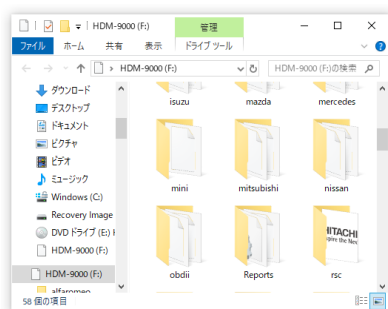 HDM-9000 (F:)
管理
ファイル
ホーム
共有
表示
ドライブ ツール
HDM-9000 (F:)
HDM-9000 (F:)の検索
ダウンロード
デスクトップ
ドキュメント
ピクチャ
ビデオ
ミュージック
Windows (C:)
Recovery Image
DVD ドライブ (E:)
HDM-9000 (F:)
HDM-9000 (F:)
alfaromeo
isuzu
mazda
mercedes
mini
mitsubishi
nissan
obdii
Reports
rsc
HITACHI
spire the Nex
58 個の項目